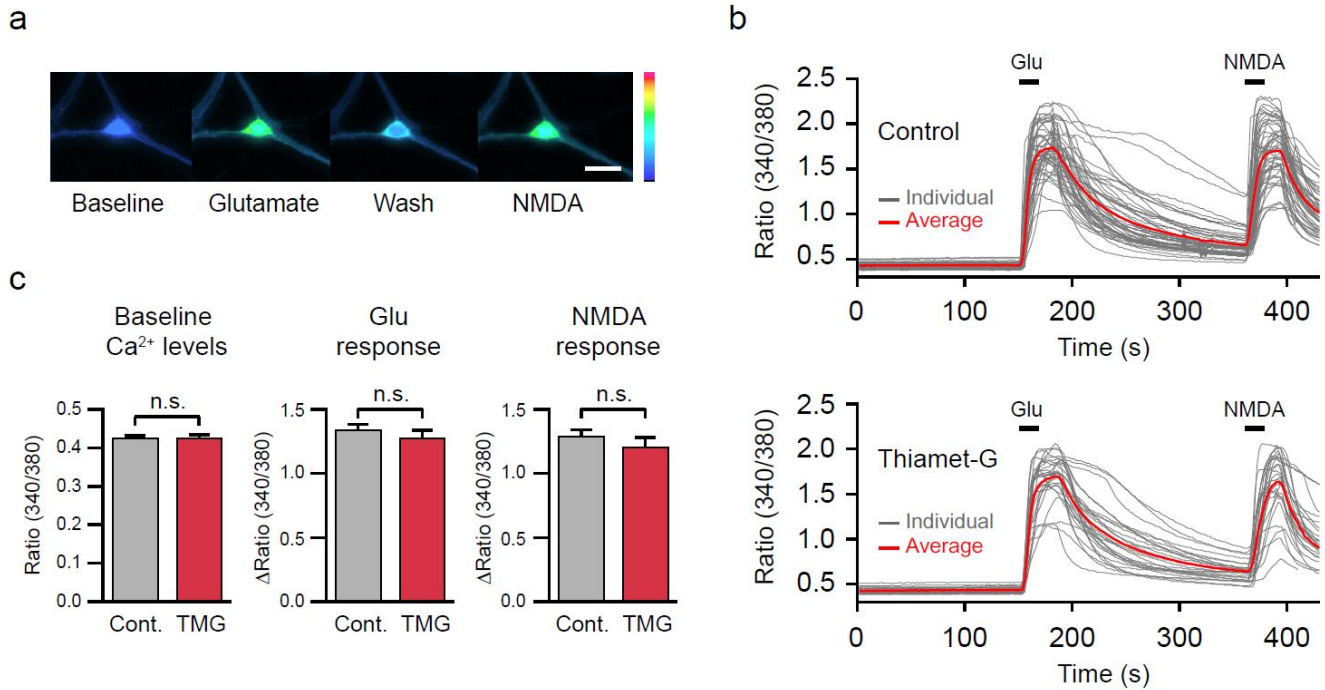 a
Baseline Glutamate Wash NMDA
b
Glu NMDA
Control
Individual
Average
Ratio (340/380)
2.5
2.0
1.5
1.0
0.5
0 100 200 300 400
Time (s)
Glu NMDA
Thiamet-G
Individual
Average
Ratio (340/380)
2.5
2.0
1.5
1.0
0.5
0 100 200 300 400
Time (s)
c
Baseline
Ca²⁺ levels
n.s.
Ratio (340/380)
0.5
0.4
0.3
0.2
0.1
0.0
Cont. TMG
Glu
response
n.s.
ΔRatio (340/380)
1.5
1.0
1.5
0.0
Cont. TMG
NMDA
response
n.s.
ΔRatio (340/380)
1.5
1.0
1.5
0.0
Cont. TMG